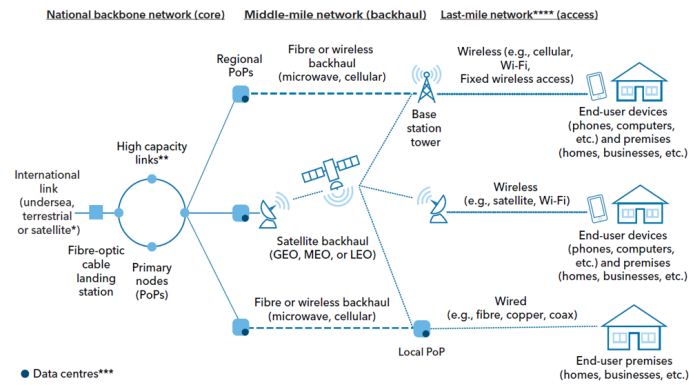 National backbone network (core)
Middle-mile network (backhaul)
Last-mile network**** (access)
Regional
PoPs
Fibre or wireless
backhaul
(microwave, cellular)
Wireless (e.g., cellular,
Wi-Fi,
Fixed wireless access)
Base
station
tower
End-user devices
(phones, computers,
etc.) and premises
(homes, businesses, etc.)
High capacity
links**
International
link
(undersea,
terrestrial
or satellite*)
Fibre-optic
cable
landing
station
Primary
nodes
(PoPs)
Satellite backhaul
(GEO, MEO, or LEO)
Wireless
(e.g., satellite, Wi-Fi)
End-user devices
(phones, computers,
etc.) and premises
(homes, businesses, etc.)
Fibre or wireless backhaul
(microwave, cellular)
Local PoP
Wired
(e.g., fibre, copper, coax)
End-user premises
(homes, businesses, etc.)
Data centres***